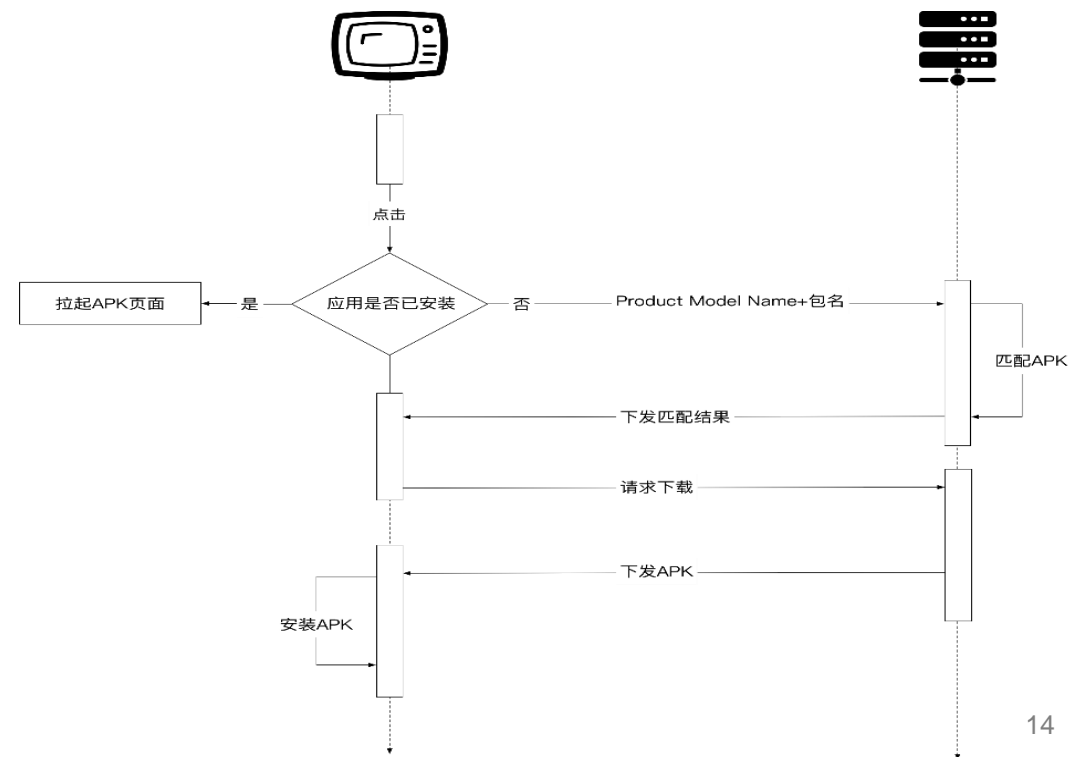 点击
拉起APK页面
是
应用是否已安装
否
Product Model Name+包名
匹配APK
下发匹配结果
请求下载
下发APK
安装APK
14